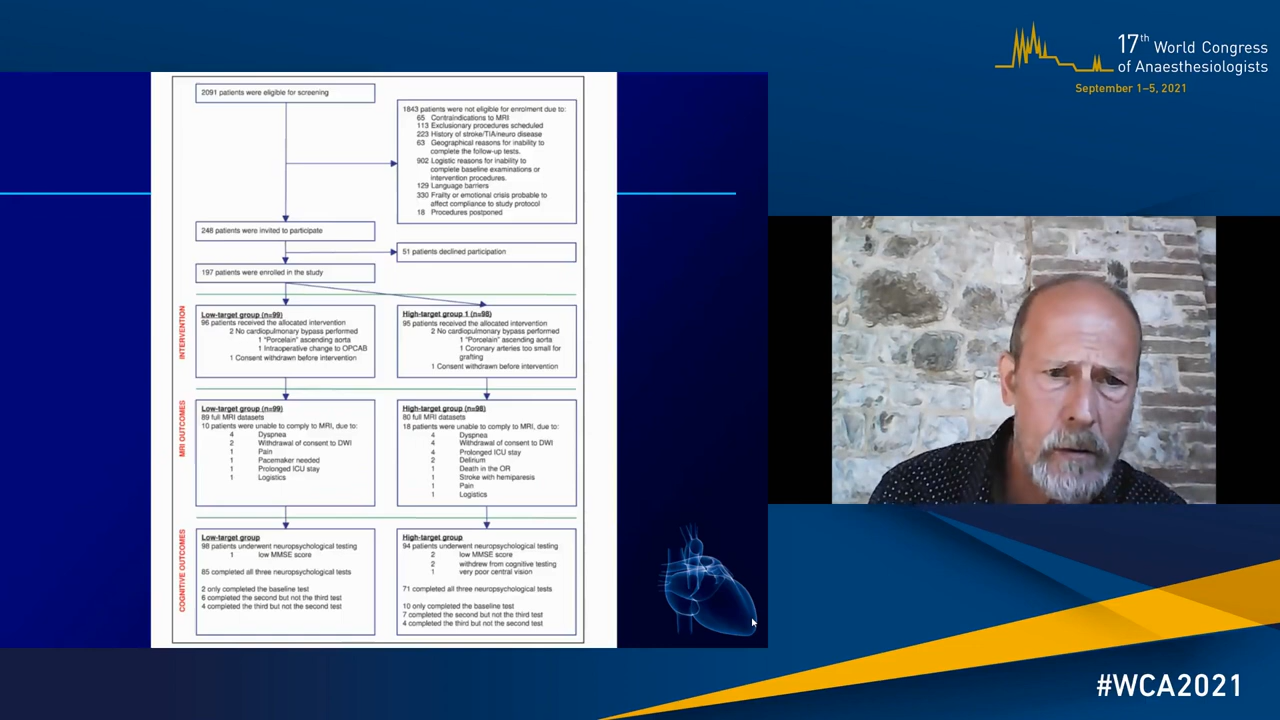 17th World Congress
of Anaesthesiologists
September 1–5, 2021
2091 patients were eligible for screening
1843 patients were not eligible for enrolment due to:
65 Contraindications to MRI
113 Exclusionary procedures scheduled
223 History of stroke/TIA/neuro disease
63 Geographical reasons for inability to
complete the follow-up tests.
902 Logistic reasons for inability to
complete baseline examinations or
intervention procedures.
129 Language barriers
330 Frailty or emotional crisis probable to
affect compliance to study protocol
18 Procedures postponed
248 patients were invited to participate
51 patients declined participation
197 patients were enrolled in the study
INTERVENTION
Low-target group (n=99)
96 patients received the allocated intervention
2 No cardiopulmonary bypass performed
1 "Porcelain" ascending aorta
1 Intraoperative change to OPCAB
1 Consent withdrawn before intervention
High-target group 1 (n=98)
95 patients received the allocated intervention
2 No cardiopulmonary bypass performed
1 "Porcelain" ascending aorta
1 Coronary arteries too small for
grafting
1 Consent withdrawn before intervention
MRI OUTCOMES
Low-target group (n=99)
89 full MRI datasets
10 patients were unable to comply to MRI, due to:
4 Dyspnea
2 Withdrawal of consent to DWI
1 Pain
1 Pacemaker needed
1 Prolonged ICU stay
1 Logistics
High-target group (n=98)
80 full MRI datasets
18 patients were unable to comply to MRI, due to:
4 Dyspnea
4 Withdrawal of consent to DWI
4 Prolonged ICU stay
2 Delirium
1 Death in the OR
1 Stroke with hemiparesis
1 Pain
1 Logistics
COGNITIVE OUTCOMES
Low-target group
98 patients underwent neuropsychological testing
1 low MMSE score
85 completed all three neuropsychological tests
2 only completed the baseline test
6 completed the second but not the third test
4 completed the third but not the second test
High-target group
94 patients underwent neuropsychological testing
2 low MMSE score
2 withdrew from cognitive testing
1 very poor central vision
71 completed all three neuropsychological tests
10 only completed the baseline test
7 completed the second but not the third test
4 completed the third but not the second test
#WCA2021